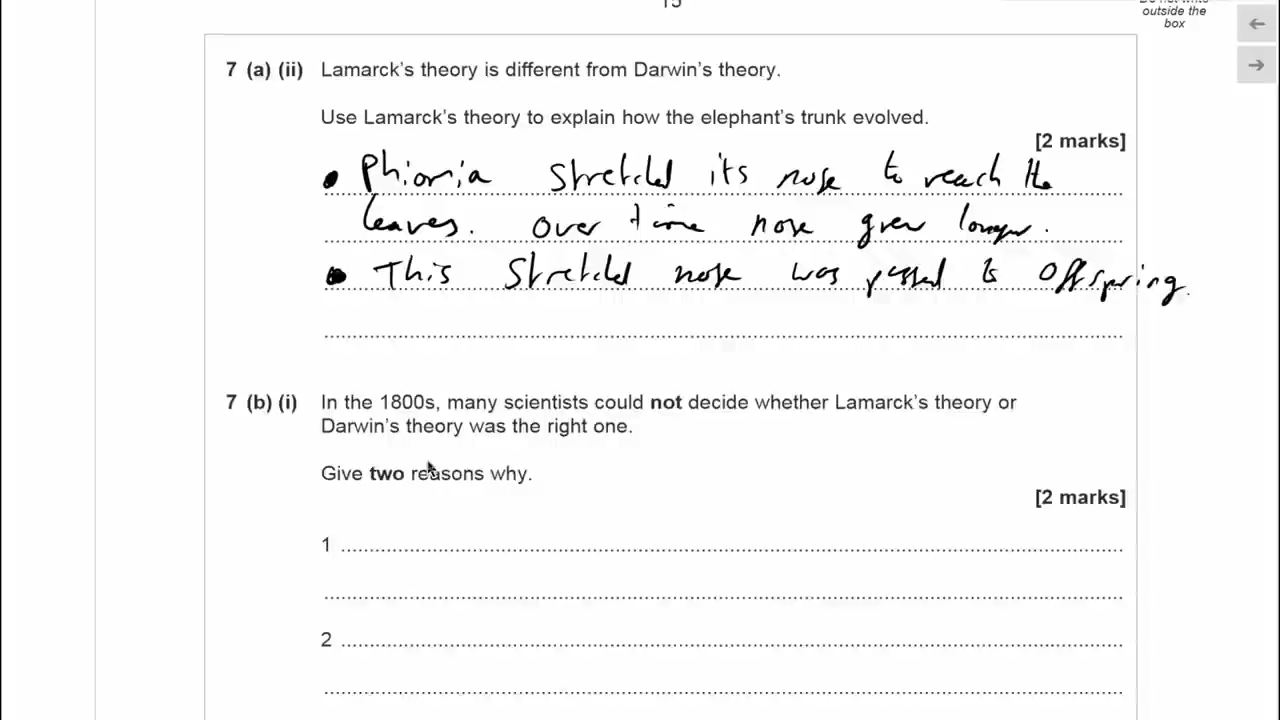 15
outside the
box
7 (a) (ii) Lamarck's theory is different from Darwin's theory.
Use Lamarck's theory to explain how the elephant's trunk evolved.
[2 marks]
• Phiomia stretched its nose to reach the
leaves. Over time nose grew longer.
• This stretched nose was passed to offspring.
7 (b) (i) In the 1800s, many scientists could not decide whether Lamarck's theory or
Darwin's theory was the right one.
Give two reasons why.
[2 marks]
1
2